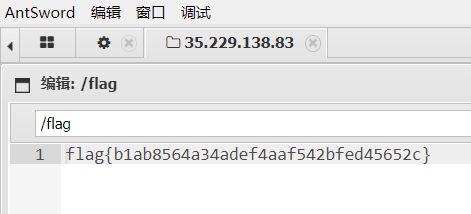 AntSword 编辑 窗口 调试
35.229.138.83
编辑: /flag
/flag
1 flag{b1ab8564a34adef4aaf542bfed45652c}